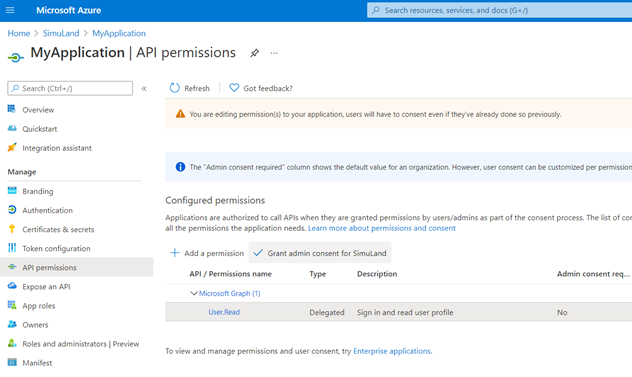 Microsoft Azure
Search resources, services, and docs (G+/)
Home > SimuLand > MyApplication
MyApplication | API permissions
Search (Ctrl+/)
Overview
Quickstart
Integration assistant
Manage
Branding
Authentication
Certificates & secrets
Token configuration
API permissions
Expose an API
App roles
Owners
Roles and administrators | Preview
Manifest
Refresh
Got feedback?
You are editing permission(s) to your application, users will have to consent even if they've already done so previously.
The "Admin consent required" column shows the default value for an organization. However, user consent can be customized per permission
Configured permissions
Applications are authorized to call APIs when they are granted permissions by users/admins as part of the consent process. The list of co
all the permissions the application needs. Learn more about permissions and consent
Add a permission
Grant admin consent for SimuLand
API / Permissions name Type Description Admin consent req...
Microsoft Graph (1)
User.Read Delegated Sign in and read user profile No
To view and manage permissions and user consent, try Enterprise applications.